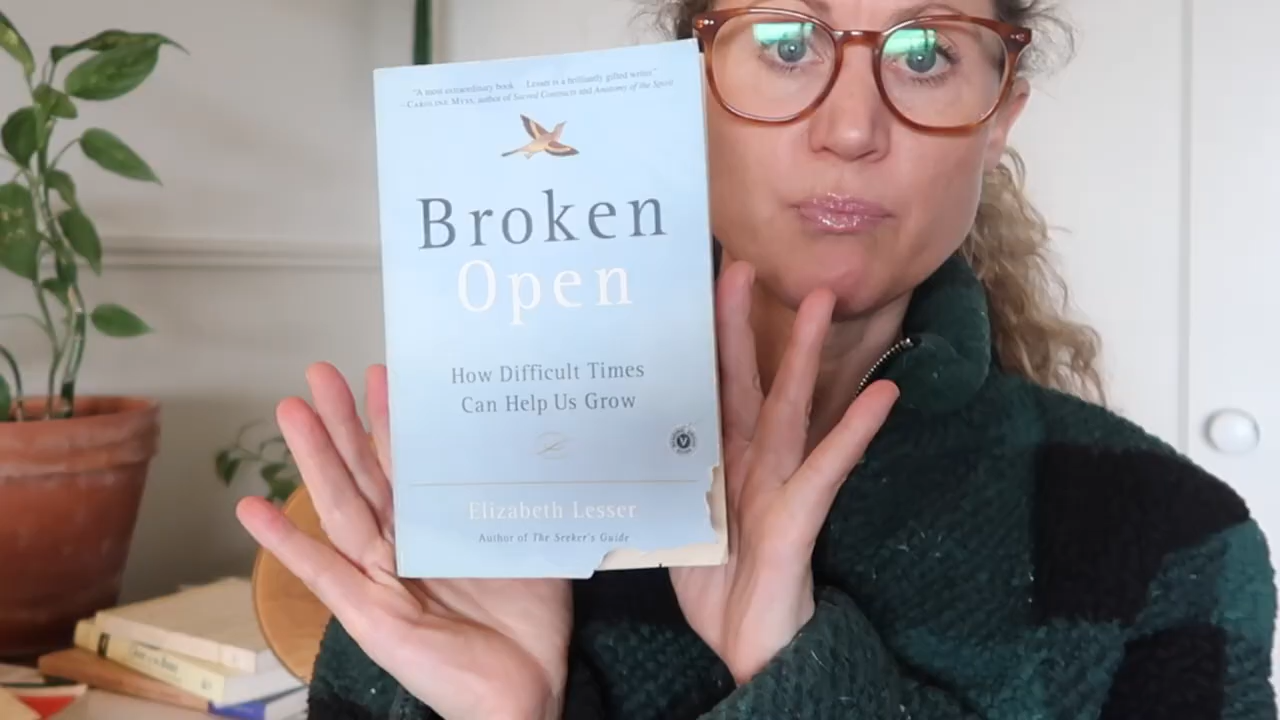 "A most extraordinary book    Lesser is a brilliantly gifted writer"
- CAROLINE MYSS, author of Sacred Contracts and Anatomy of the Spirit
Broken
Open
How Difficult Times
Can Help Us Grow
Elizabeth Lesser
Author of The Seeker's Guide